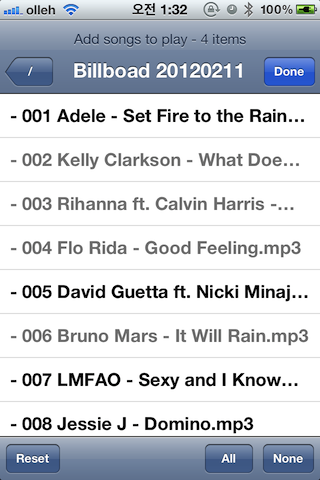 olleh 오전 1:32 100%
Add songs to play - 4 items
/ Billboad 20120211 Done
- 001 Adele - Set Fire to the Rain...
- 002 Kelly Clarkson - What Doe...
- 003 Rihanna ft. Calvin Harris -...
- 004 Flo Rida - Good Feeling.mp3
- 005 David Guetta ft. Nicki Minaj...
- 006 Bruno Mars - It Will Rain.mp3
- 007 LMFAO - Sexy and I Know...
- 008 Jessie J - Domino.mp3
Reset All None